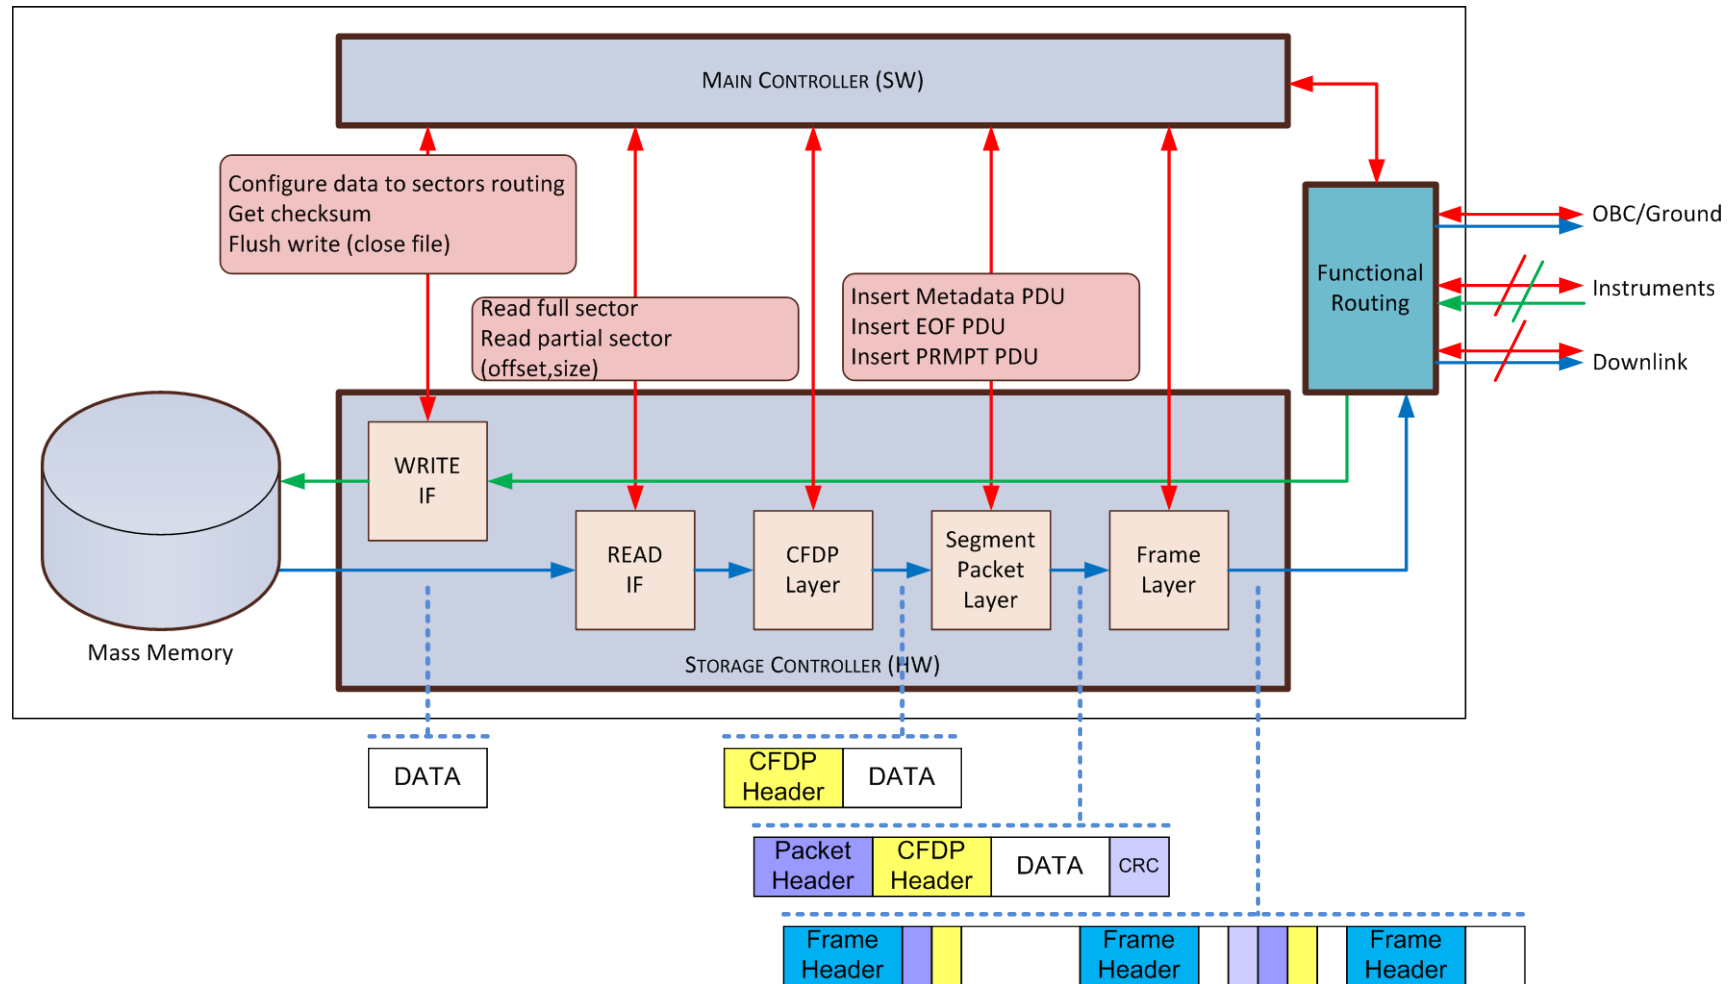 MAIN CONTROLLER (SW)
Configure data to sectors routing
Get checksum
Flush write (close file)
Read full sector
Read partial sector
(offset,size)
Insert Metadata PDU
Insert EOF PDU
Insert PRMPT PDU
Functional
Routing
OBC/Ground
Instruments
Downlink
WRITE
IF
READ
IF
CFDP
Layer
Segment
Packet
Layer
Frame
Layer
Mass Memory
STORAGE CONTROLLER (HW)
DATA
CFDP
Header
DATA
Packet
Header
CFDP
Header
DATA
CRC
Frame
Header
Frame
Header
Frame
Header